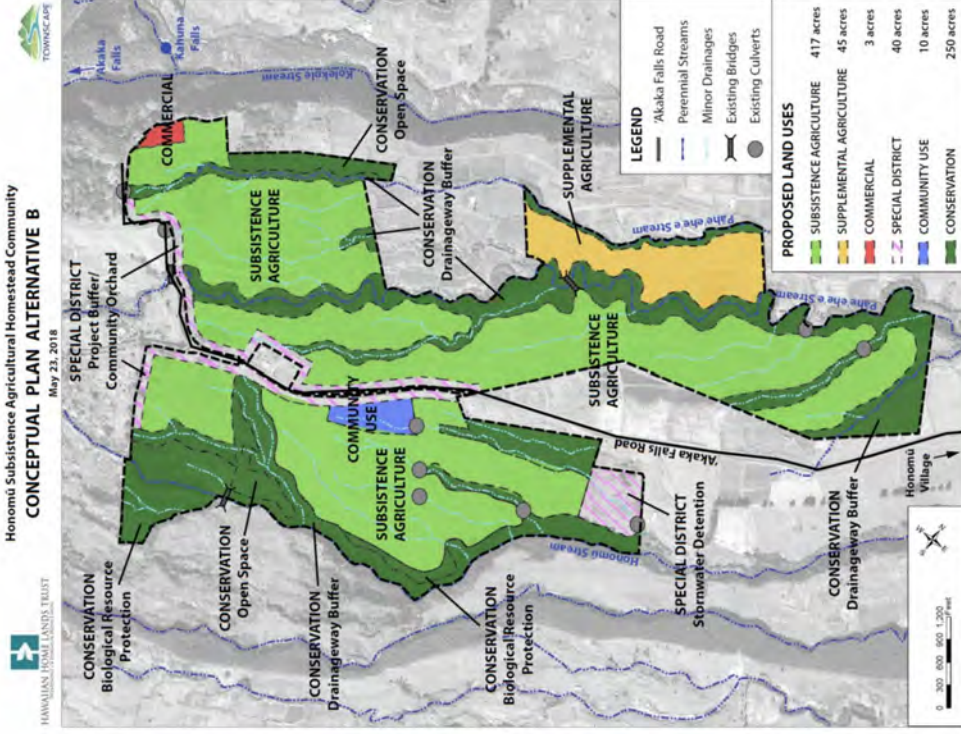 Honomū Subsistence Agricultural Homestead Community
CONCEPTUAL PLAN ALTERNATIVE B
May 23, 2018
HAWAIIAN HOME LANDS TRUST
TOWNSCAPE
'Akaka
Falls
Kahuna
Falls
Kolekole Stream
COMMERCIAL
CONSERVATION
Open Space
SPECIAL DISTRICT
Project Buffer/
Community Orchard
SUBSISTENCE
AGRICULTURE
CONSERVATION
Drainageway Buffer
SUPPLEMENTAL
AGRICULTURE
Pahe ehe e Stream
Pahe ehe e Stream
SUBSISTENCE
AGRICULTURE
COMMUNITY
USE
SUBSISTENCE
AGRICULTURE
'Akaka Falls Road
CONSERVATION
Biological Resource
Protection
CONSERVATION
Open Space
CONSERVATION
Drainageway Buffer
CONSERVATION
Biological Resource
Protection
Honomū Stream
SPECIAL DISTRICT
Stornwater Detention
CONSERVATION
Drainageway Buffer
Honomū
Village
LEGEND
'Akaka Falls Road
Perennial Streams
Minor Drainages
Existing Bridges
Existing Culverts
PROPOSED LAND USES
SUBSISTENCE AGRICULTURE 417 acres
SUPPLEMENTAL AGRICULTURE 45 acres
COMMERCIAL 3 acres
SPECIAL DISTRICT 40 acres
COMMUNITY USE 10 acres
CONSERVATION 250 acres
0 300 600 900 1,200
Feet